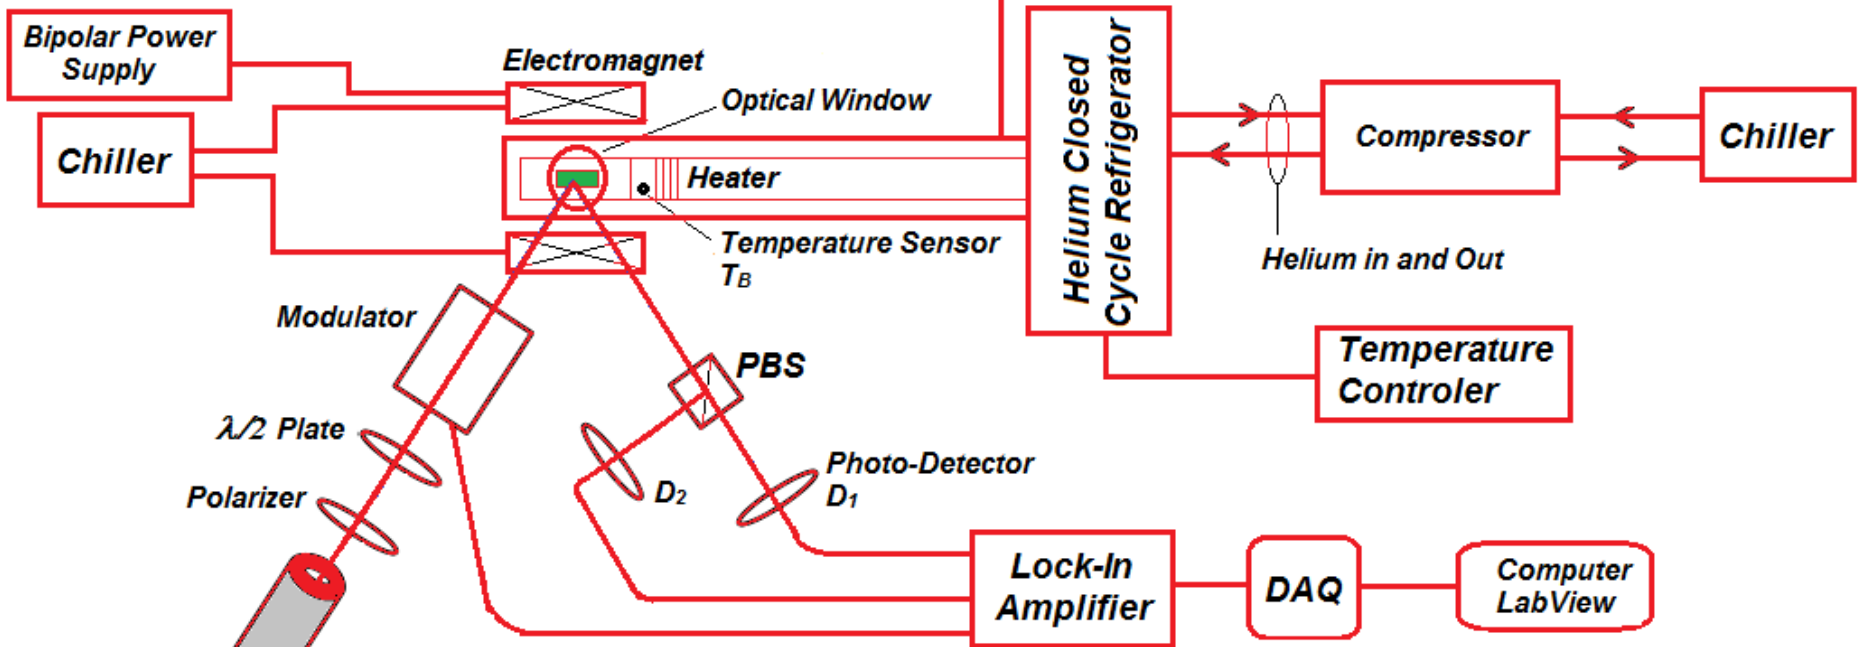 Bipolar Power
Supply
Electromagnet
Optical Window
Chiller
Heater
Temperature Sensor
TB
Helium Closed
Cycle Refrigerator
Compressor
Chiller
Helium in and Out
Temperature
Controler
Modulator
PBS
λ/2 Plate
Polarizer
D2
Photo-Detector
D1
Lock-In
Amplifier
DAQ
Computer
LabView